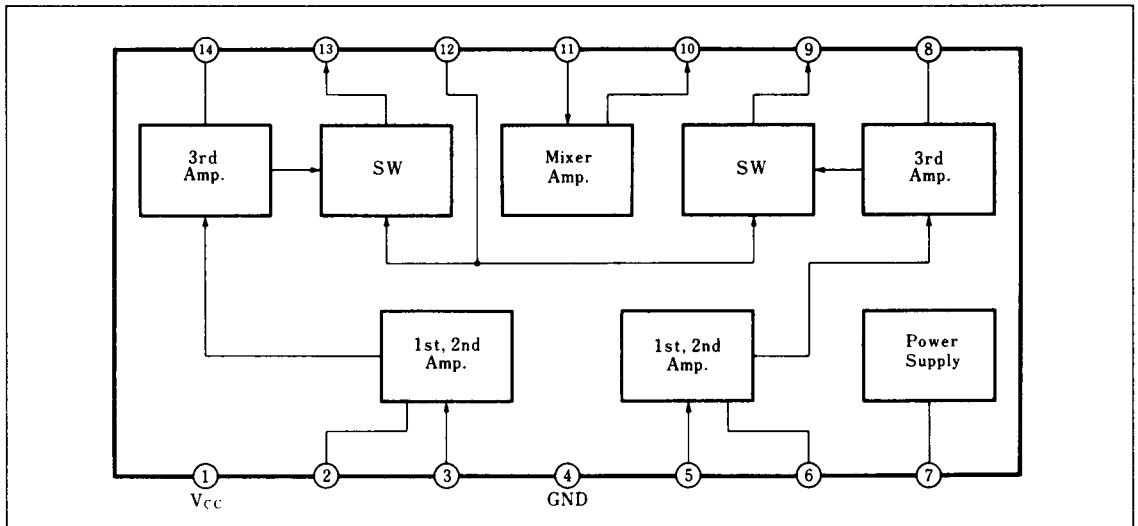 14 13 12 11 10 9 8
3rd
Amp.
SW
Mixer
Amp.
SW
3rd
Amp.
1st, 2nd
Amp.
1st, 2nd
Amp.
Power
Supply
1 2 3 4 5 6 7
VCC GND